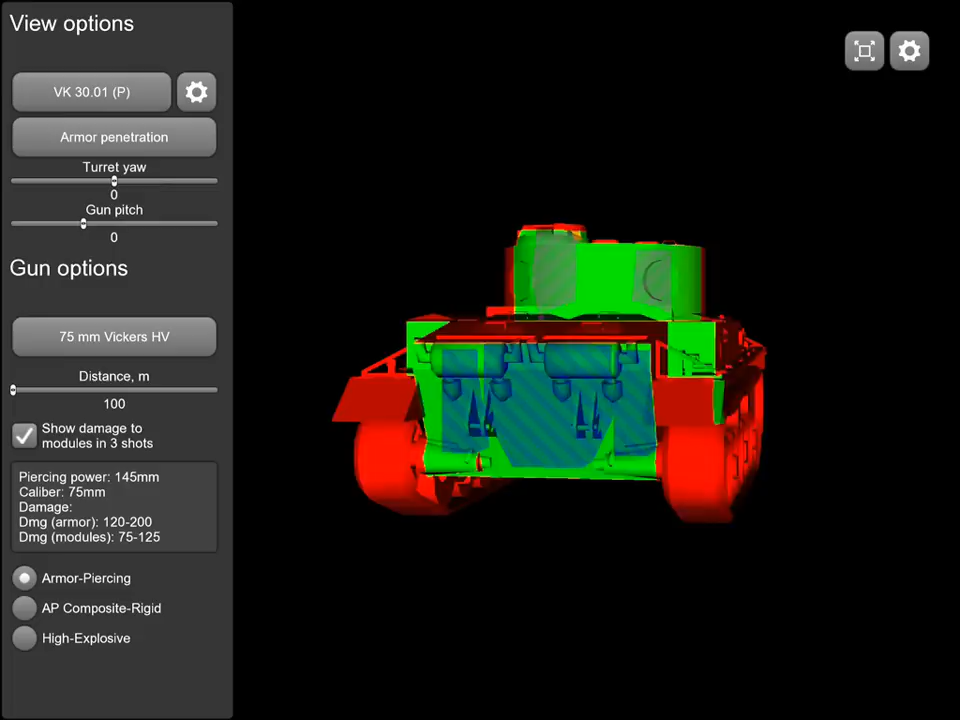 View options
VK 30.01 (P)
Armor penetration
Turret yaw
0
Gun pitch
0
Gun options
75 mm Vickers HV
Distance, m
100
Show damage to
modules in 3 shots
Piercing power: 145mm
Caliber: 75mm
Damage:
Dmg (armor): 120-200
Dmg (modules): 75-125
Armor-Piercing
AP Composite-Rigid
High-Explosive